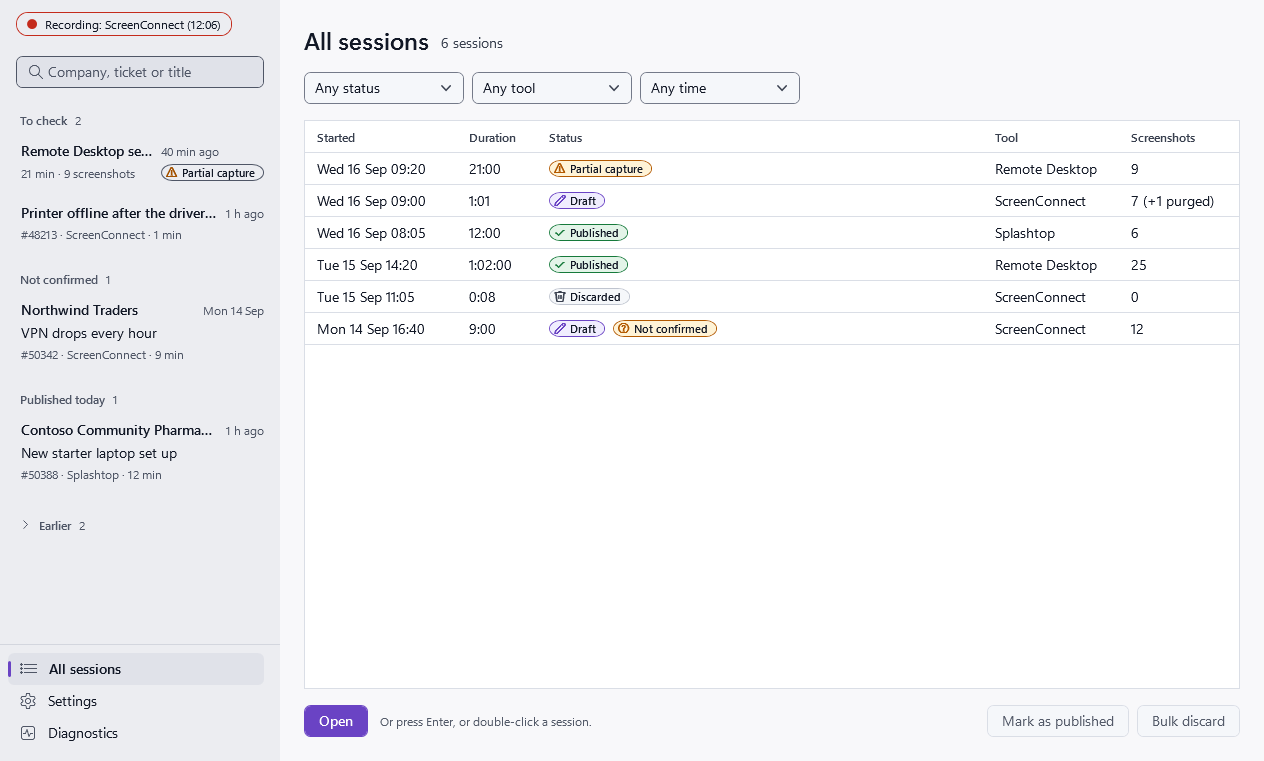 Recording: ScreenConnect (12:06)
Company, ticket or title
To check 2
Remote Desktop se... 40 min ago
21 min · 9 screenshots Partial capture
Printer offline after the driver... 1 h ago
#48213 · ScreenConnect · 1 min
Not confirmed 1
Northwind Traders Mon 14 Sep
VPN drops every hour
#50342 · ScreenConnect · 9 min
Published today 1
Contoso Community Pharma... 1 h ago
New starter laptop set up
#50388 · Splashtop · 12 min
Earlier 2
All sessions
Settings
Diagnostics
All sessions 6 sessions
Any status Any tool Any time
Started Duration Status Tool Screenshots
Wed 16 Sep 09:20 21:00 Partial capture Remote Desktop 9
Wed 16 Sep 09:00 1:01 Draft ScreenConnect 7 (+1 purged)
Wed 16 Sep 08:05 12:00 Published Splashtop 6
Tue 15 Sep 14:20 1:02:00 Published Remote Desktop 25
Tue 15 Sep 11:05 0:08 Discarded ScreenConnect 0
Mon 14 Sep 16:40 9:00 Draft Not confirmed ScreenConnect 12
Open Or press Enter, or double-click a session. Mark as published Bulk discard